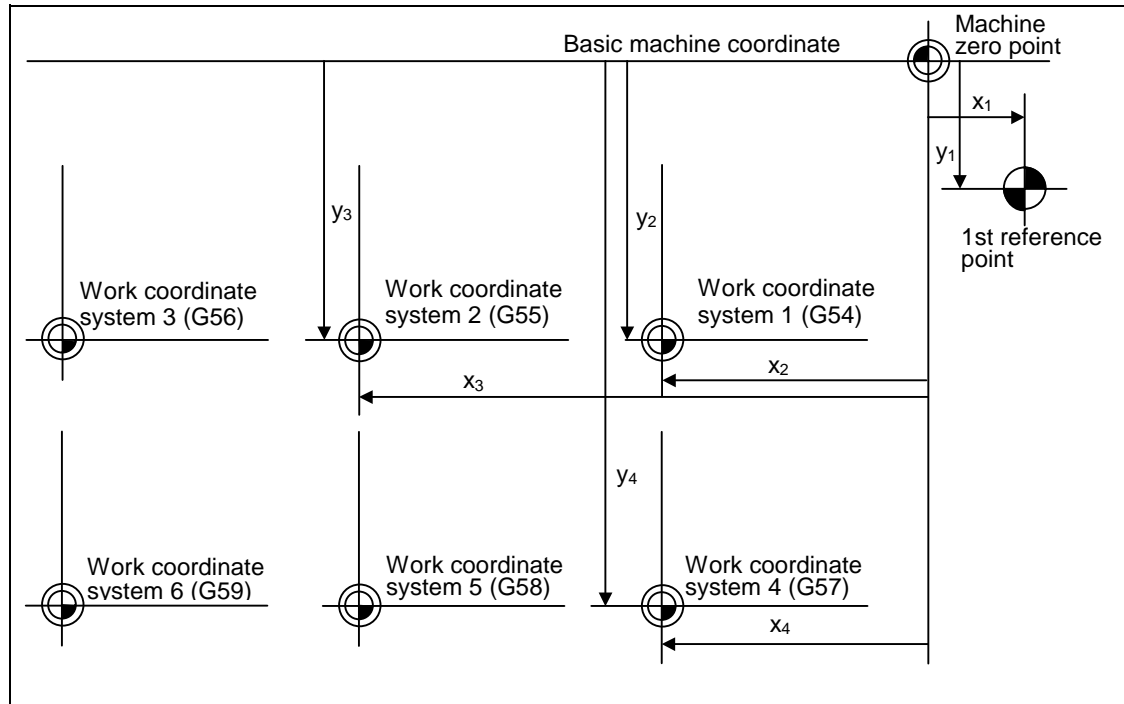 Basic machine coordinate
Machine
zero point
x₁
y₁
1st reference
point
y₃
y₂
Work coordinate
system 3 (G56)
Work coordinate
system 2 (G55)
Work coordinate
system 1 (G54)
x₃
x₂
y₄
Work coordinate
system 6 (G59)
Work coordinate
system 5 (G58)
Work coordinate
system 4 (G57)
x₄